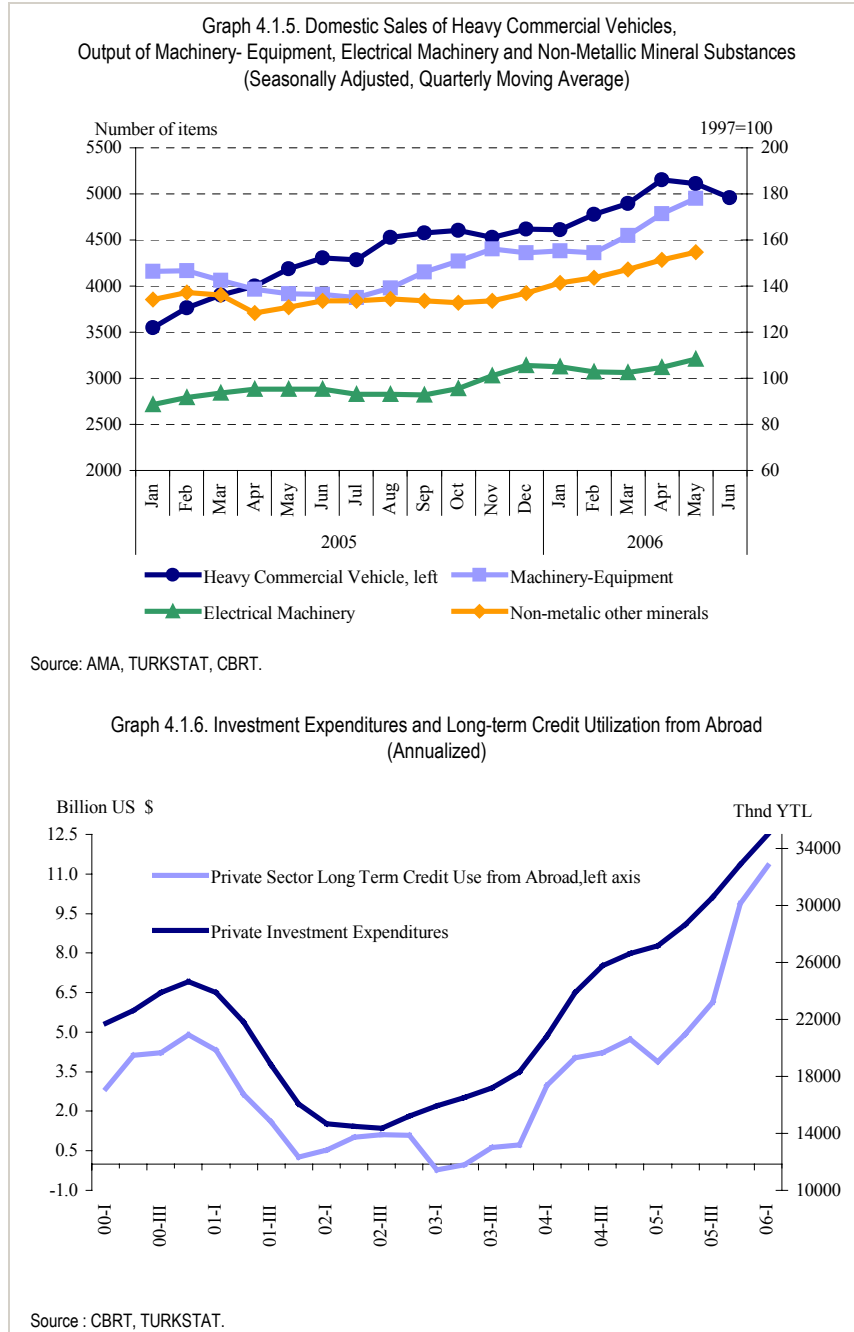 Graph 4.1.5. Domestic Sales of Heavy Commercial Vehicles,
Output of Machinery- Equipment, Electrical Machinery and Non-Metallic Mineral Substances
(Seasonally Adjusted, Quarterly Moving Average)
Number of items 1997=100
5500 200
5000 180
4500 160
4000 140
3500 120
3000 100
2500 80
2000 60
Jan Feb Mar Apr May Jun Jul Aug Sep Oct Nov Dec Jan Feb Mar Apr May Jun
2005 2006
Heavy Commercial Vehicle, left Machinery-Equipment
Electrical Machinery Non-metalic other minerals
Source: AMA, TURKSTAT, CBRT.
Graph 4.1.6. Investment Expenditures and Long-term Credit Utilization from Abroad
(Annualized)
Billion US $ Thnd YTL
12.5 34000
11.0 30000
9.5 26000
8.0 22000
6.5 18000
5.0 14000
3.5 10000
2.0
0.5
-1.0
Private Sector Long Term Credit Use from Abroad,left axis
Private Investment Expenditures
00-I 00-III 01-I 01-III 02-I 02-III 03-I 03-III 04-I 04-III 05-I 05-III 06-I
Source : CBRT, TURKSTAT.